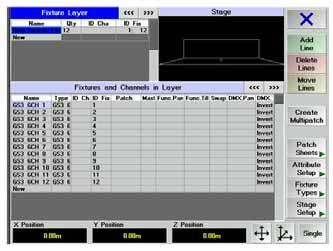 Fixture Layer <<< >>> Stage
Name Qty ID Cha ID Fix
12 1: 12
New
Fixtures and Channels in Layer <<< >>>
Name Type ID Ch ID Fix Patch Mast Func.Pan Func.Til Swap DMX.Pan DMX.
GS3 6CH 1 GS3 6 1 Invert
GS3 6CH 2 GS3 6 2 Invert
GS3 6CH 3 GS3 6 3 Invert
GS3 6CH 4 GS3 6 4 Invert
GS3 6CH 5 GS3 6 5 Invert
GS3 6CH 6 GS3 6 6 Invert
GS3 6CH 7 GS3 6 7 Invert
GS3 6CH 8 GS3 6 8 Invert
GS3 6CH 9 GS3 6 9 Invert
GS3 6CH 10 GS3 6 10 Invert
GS3 6CH 11 GS3 6 11 Invert
GS3 6CH 12 GS3 6 12 Invert
New
X Position Y Position Z Position
0.00m 0.00m 0.00m
Add
Line
Delete
Lines
Move
Lines
Create
Multipatch
Patch
Sheets
Attribute
Setup
Fixture
Types
Stage
Setup
Single